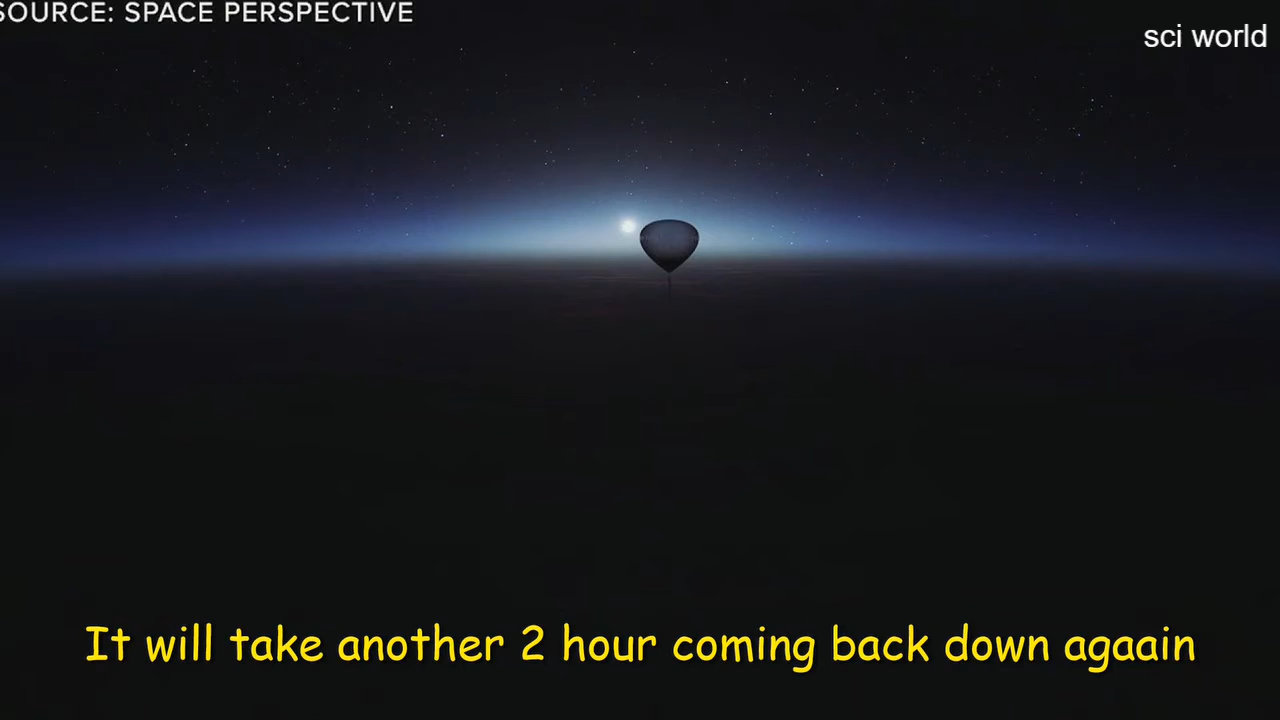 SOURCE: SPACE PERSPECTIVE
sci world
It will take another 2 hour coming back down agaain